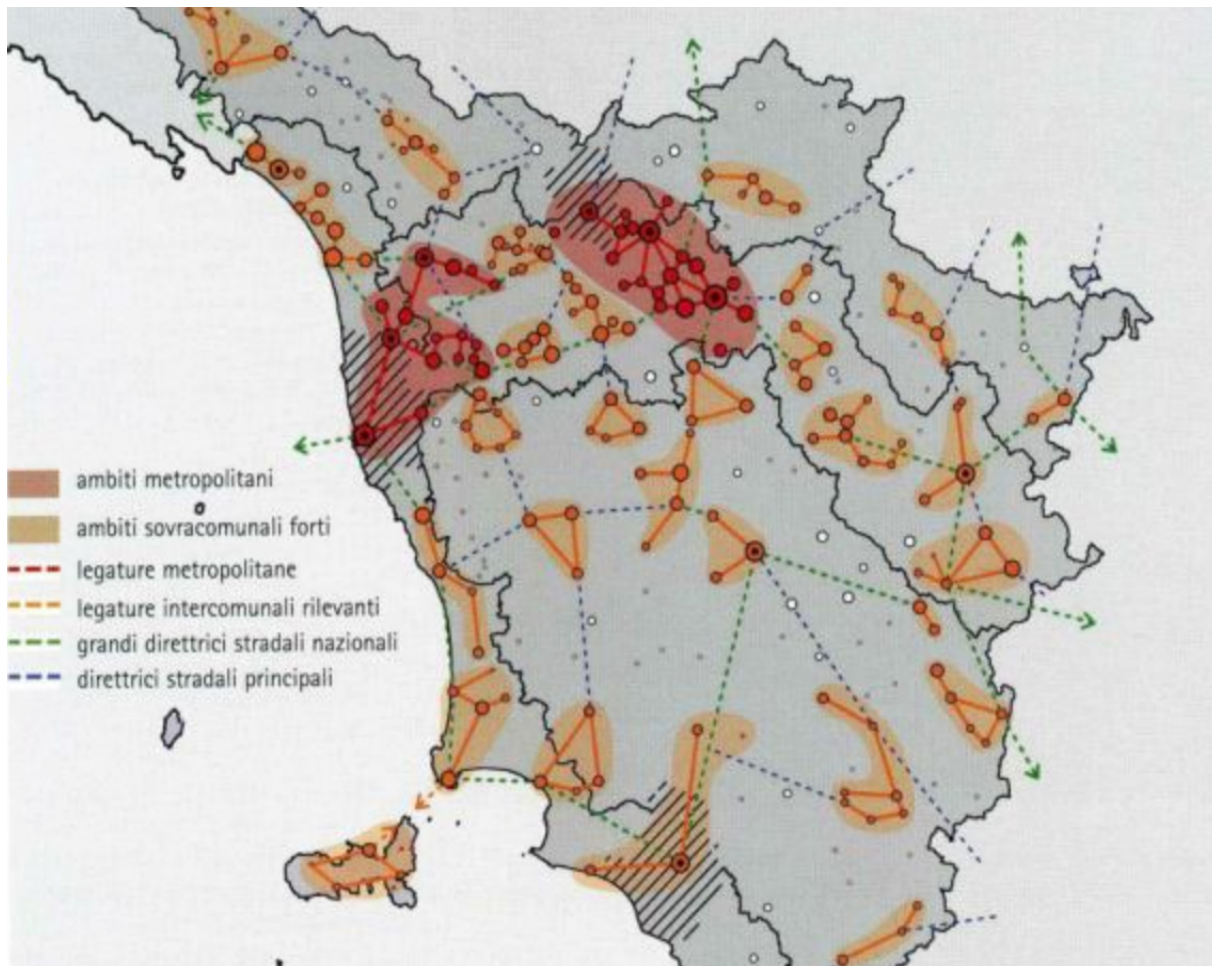 ambiti metropolitani
ambiti sovracomunali forti
legature metropolitane
legature intercomunali rilevanti
grandi direttrici stradali nazionali
direttrici stradali principali